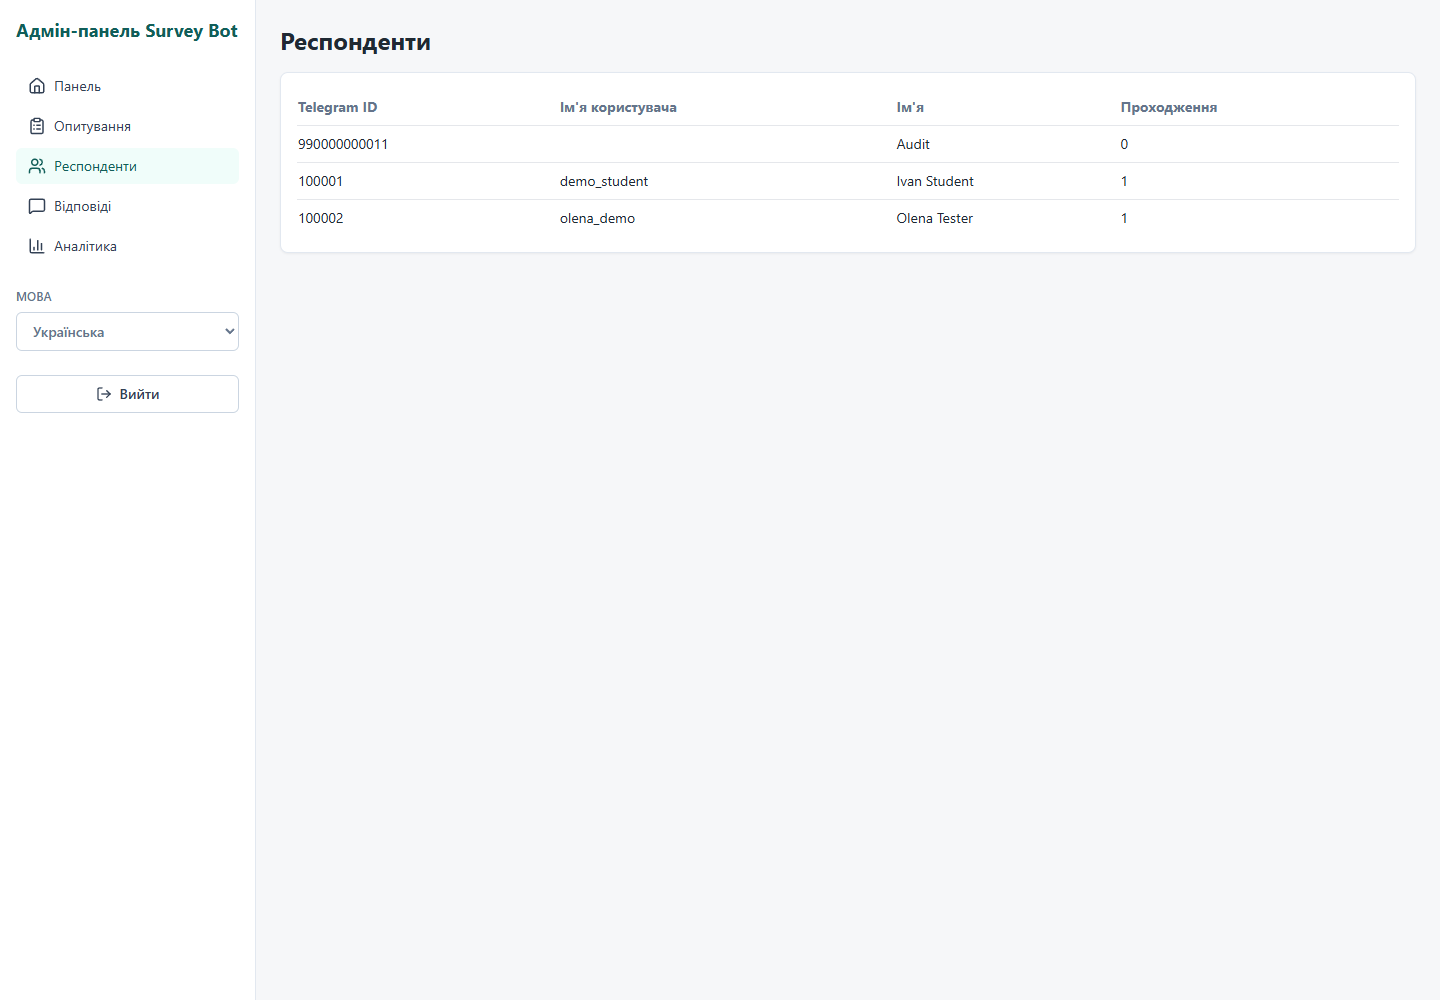 Адмін-панель Survey Bot
Панель
Опитування
Респонденти
Відповіді
Аналітика
МОВА
Українська
Вийти
Респонденти
Telegram ID Ім'я користувача Ім'я Проходження
990000000011 Audit 0
100001 demo_student Ivan Student 1
100002 olena_demo Olena Tester 1